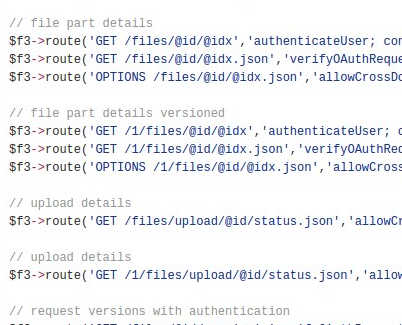 // file part details
$f3->route('GET /files/@id/@idx','authenticateUser; con
$f3->route('GET /files/@id/@idx.json','verifyOAuthReque
$f3->route('OPTIONS /files/@id/@idx.json','allowCrossDo
// file part details versioned
$f3->route('GET /1/files/@id/@idx','authenticateUser; c
$f3->route('GET /1/files/@id/@idx.json','verifyOAuthReq
$f3->route('OPTIONS /1/files/@id/@idx.json','allowCross
// upload details
$f3->route('GET /files/upload/@id/status.json','allowCr
// upload details
$f3->route('GET /1/files/upload/@id/status.json','allow
// request versions with authentication